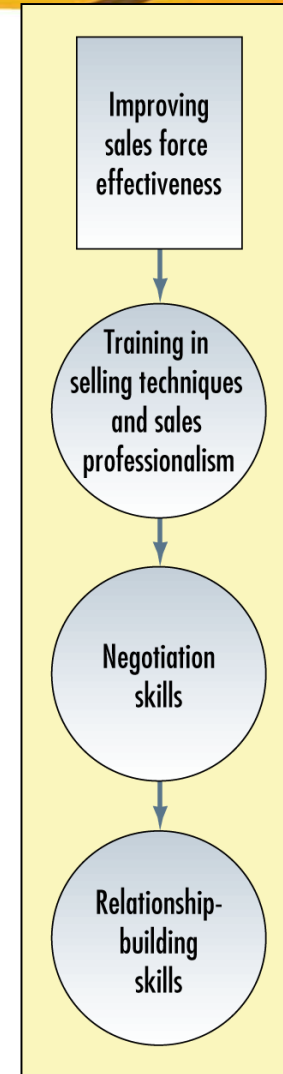 Improving
sales force
effectiveness
Training in
selling techniques
and sales
professionalism
Negotiation
skills
Relationship-
building
skills